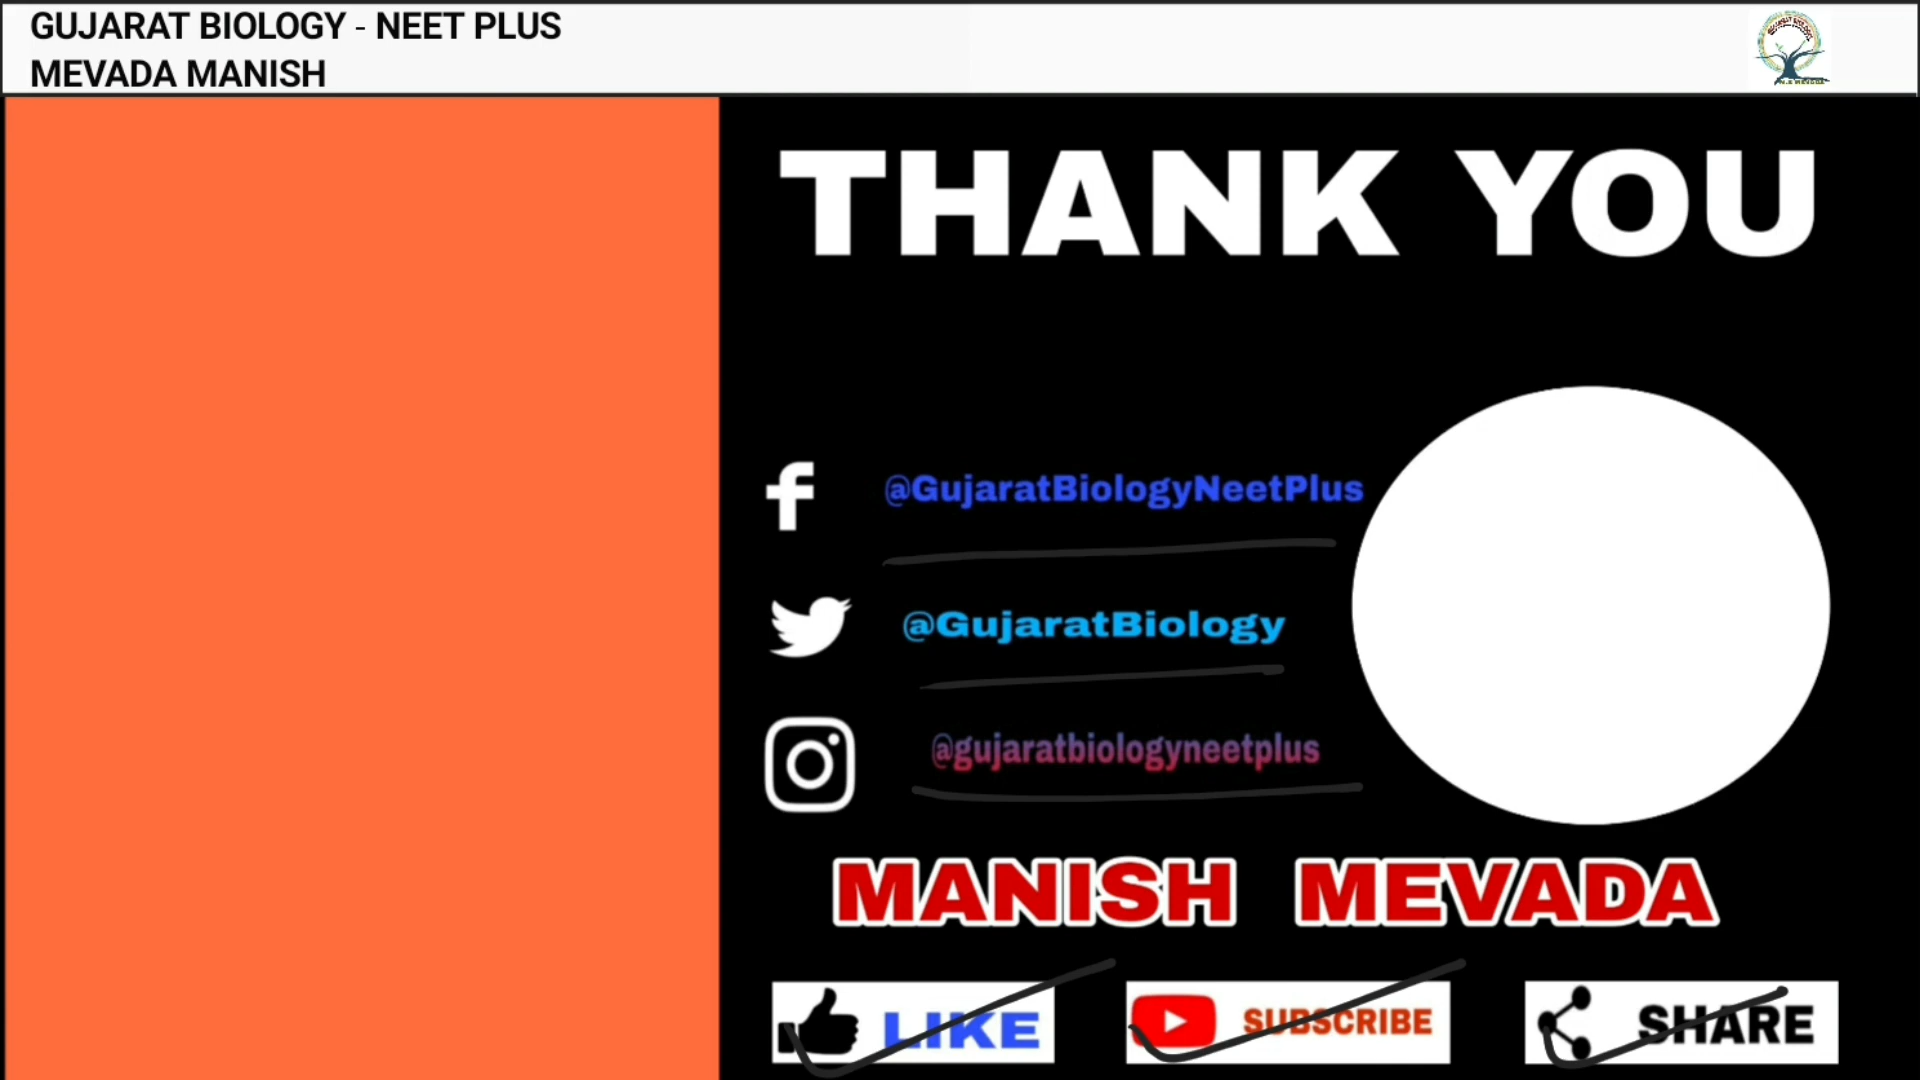 GUJARAT BIOLOGY - NEET PLUS
MEVADA MANISH
THANK YOU
@GujaratBiologyNeetPlus
@GujaratBiology
@gujaratbiologyneetplus
MANISH MEVADA
LIKE
SUBSCRIBE
SHARE